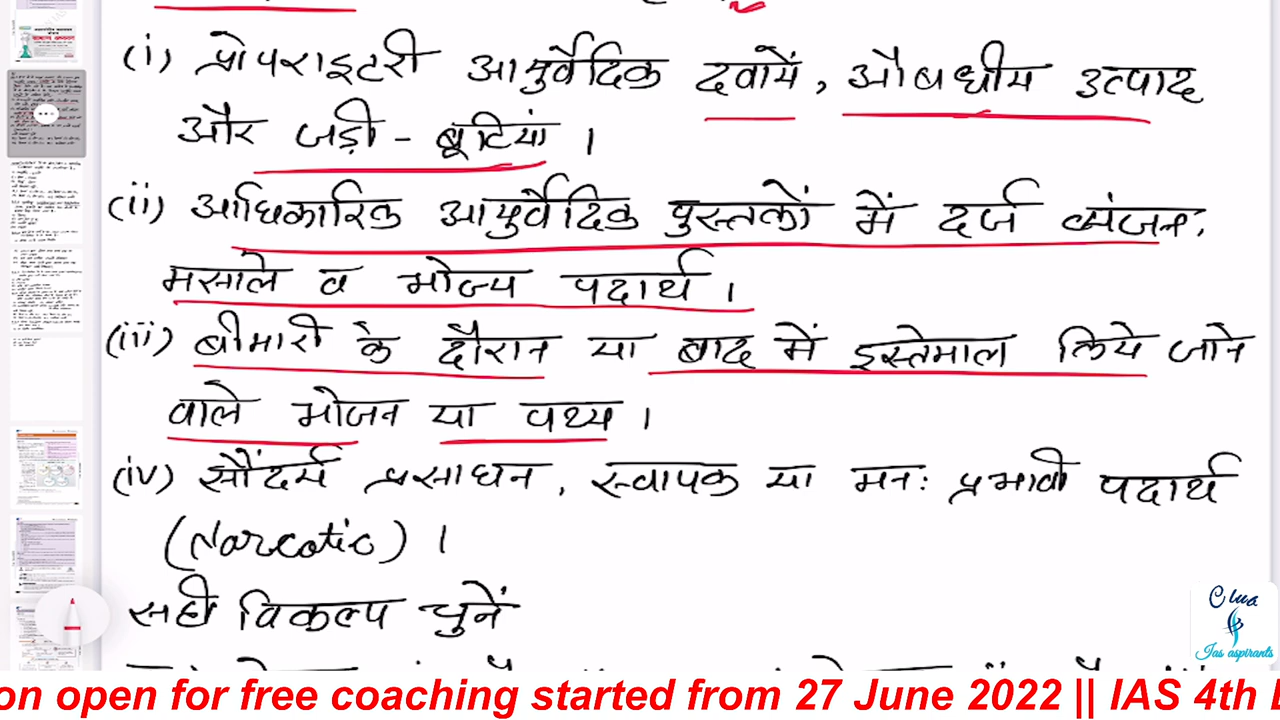 (i) प्रोपराइटरी आयुर्वेदिक दवायें, औषधीय उत्पाद
और जड़ी - बूटियां ।
(ii) आधिकारिक आयुर्वेदिक पुस्तकों में दर्ज व्यंजन,
मसाले व भोज्य पदार्थ ।
(iii) बीमारी के दौरान या बाद में इस्तेमाल लिये जाने
वाले भोजन या पथ्य ।
(iv) सौंदर्य प्रसाधन, स्वापक या मनः प्रभावी पदार्थ
(Narcotic) ।
सही विकल्प चुनें
Clue
Ias aspirants
on open for free coaching started from 27 June 2022 || IAS 4th